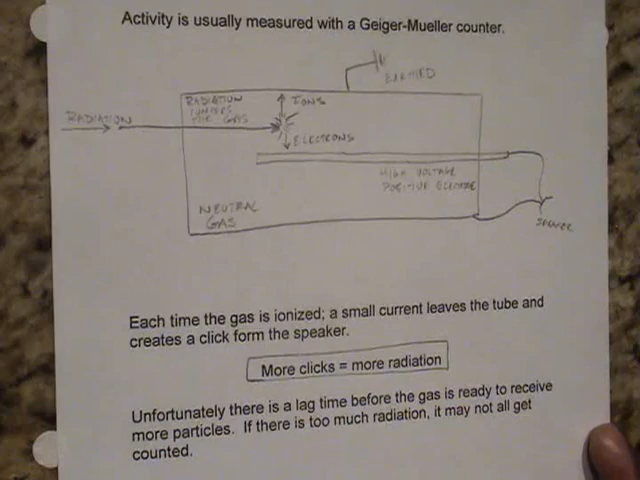 Activity is usually measured with a Geiger-Mueller counter.
EARTHED
RADIATION
IONS
FOR GAS
RADIATION
ELECTRONS
HIGH VOLTAGE
POSITIVE ELECTRODE
NEUTRAL
GAS
SPEAKER
Each time the gas is ionized; a small current leaves the tube and
creates a click form the speaker.
More clicks = more radiation
Unfortunately there is a lag time before the gas is ready to receive
more particles. If there is too much radiation, it may not all get
counted.